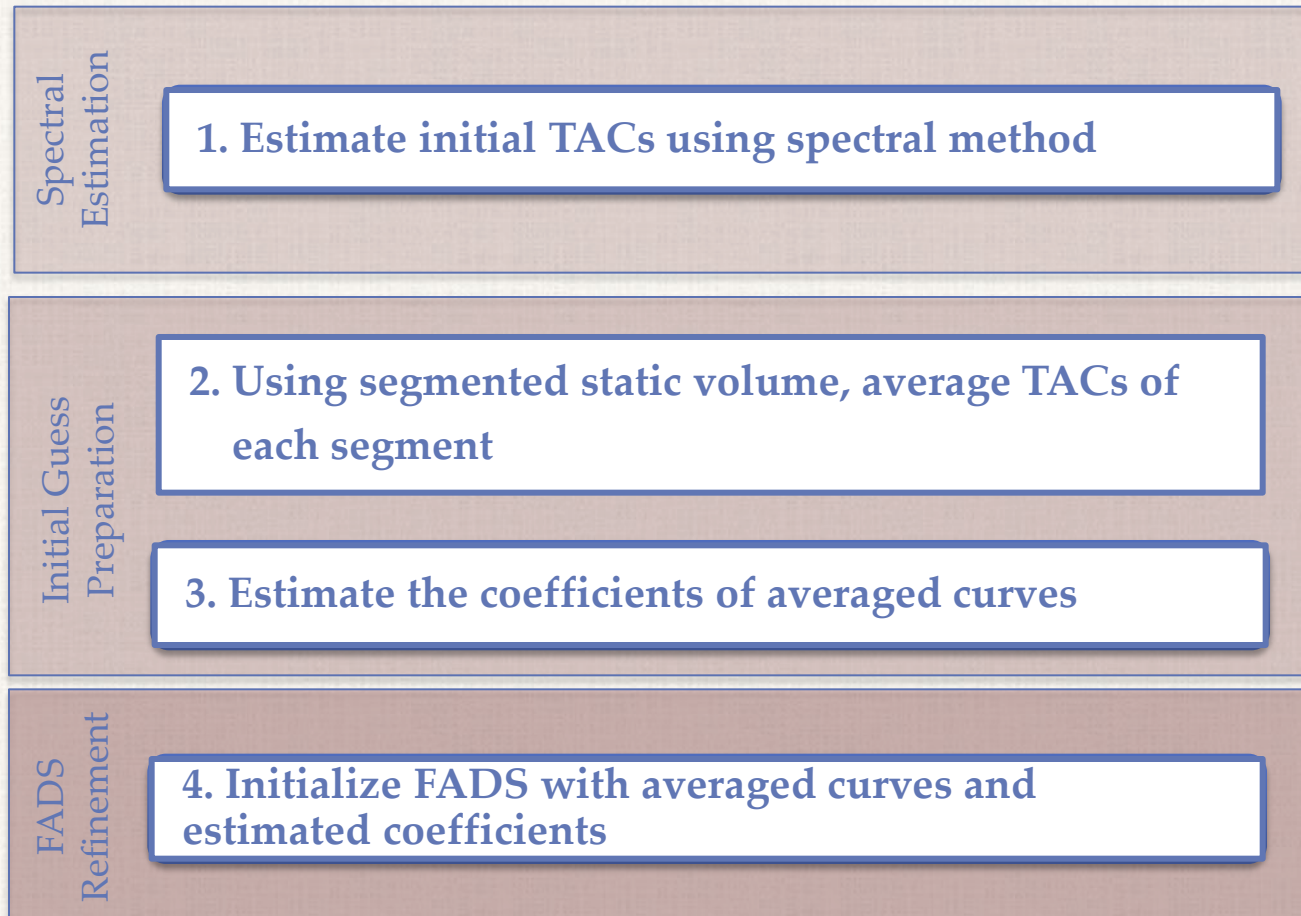 Spectral
Estimation
1. Estimate initial TACs using spectral method
Initial Guess
Preparation
2. Using segmented static volume, average TACs of
each segment
3. Estimate the coefficients of averaged curves
FADS
Refinement
4. Initialize FADS with averaged curves and
estimated coefficients